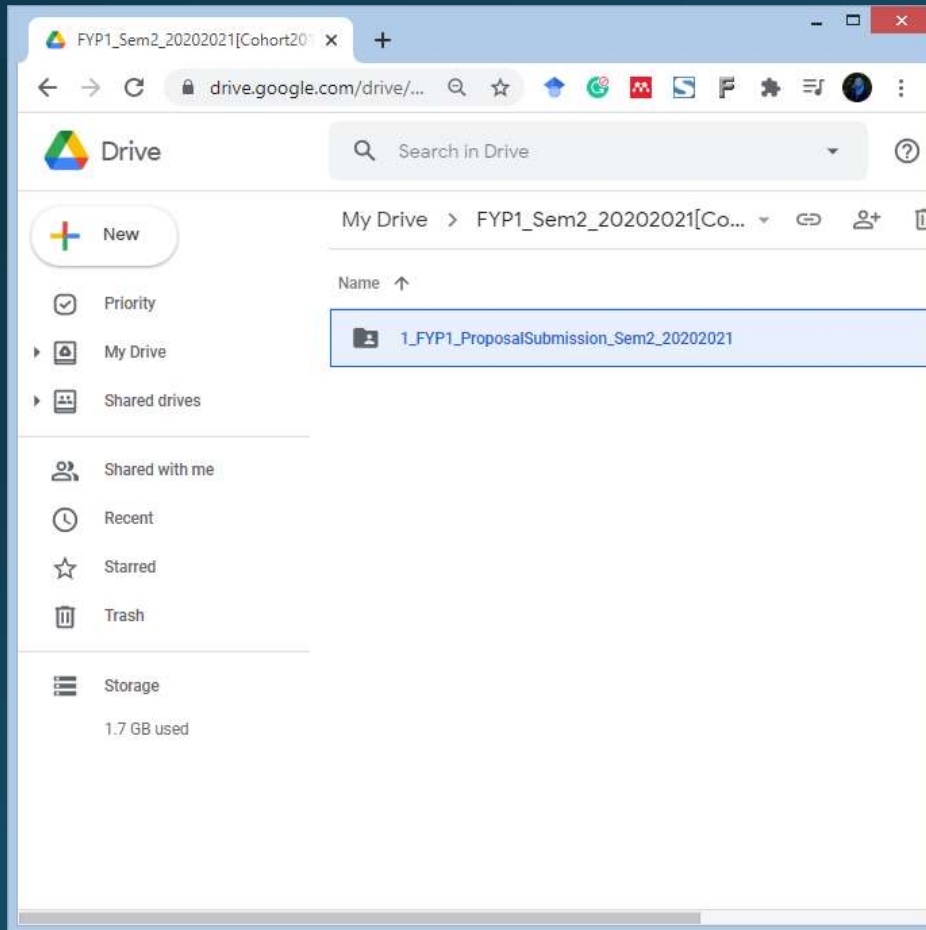 FYP1_Sem2_20202021[Cohort20
drive.google.com/drive/...
Drive
Search in Drive
New
My Drive > FYP1_Sem2_20202021[Co...
Name
Priority
1_FYP1_ProposalSubmission_Sem2_20202021
My Drive
Shared drives
Shared with me
Recent
Starred
Trash
Storage
1.7 GB used